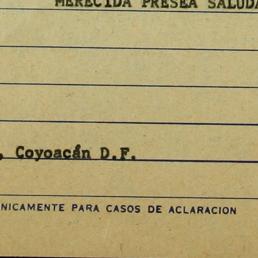 MERECIDA PRESEA SALUDA
, Coyoacán D.F.
NICAMENTE PARA CASOS DE ACLARACION